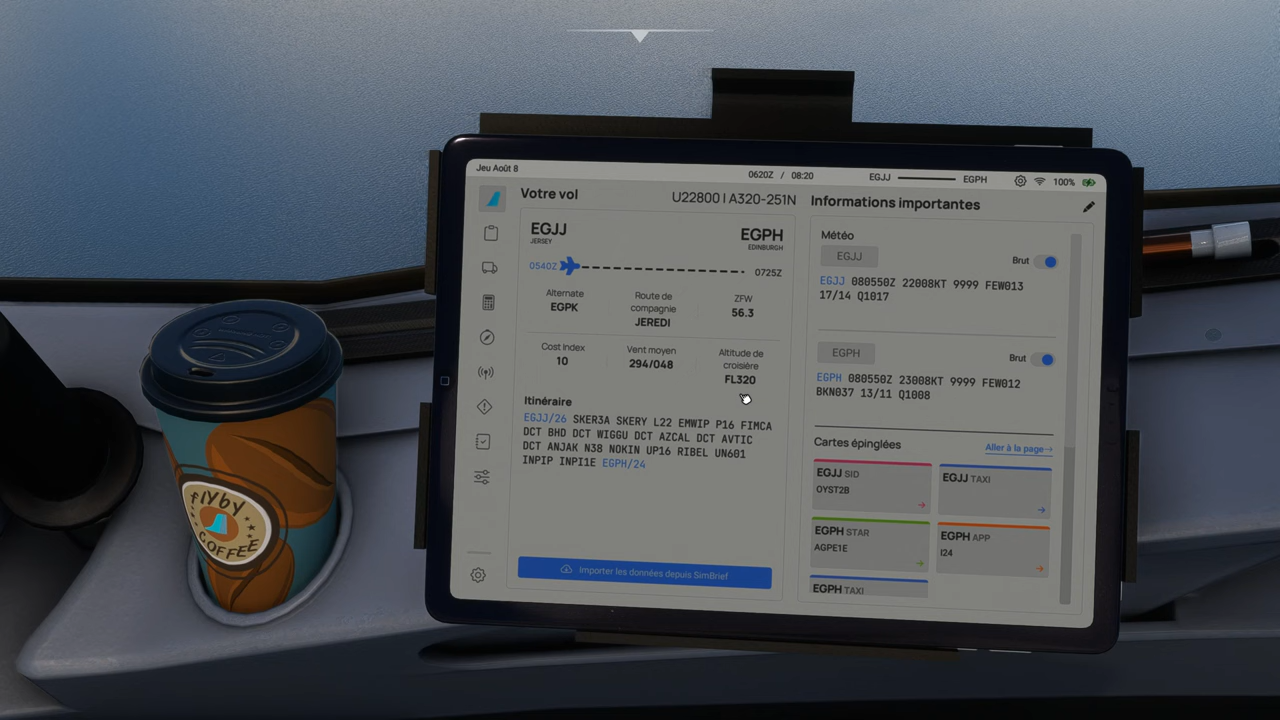 Jeu Août 8
0620Z / 08:20
EGJJ
EGPH
100%
Votre vol
U22800 | A320-251N
EGJJ
JERSEY
EGPH
EDINBURGH
0540Z
0725Z
Alternate
EGPK
Route de
compagnie
JEREDI
ZFW
56.3
Cost Index
10
Vent moyen
294/048
Altitude de
croisière
FL320
Itinéraire
EGJJ/26 SKER3A SKERY L22 EMWIP P16 FIMCA
DCT BHD DCT WIGGU DCT AZCAL DCT AVTIC
DCT ANJAK N38 NOKIN UP16 RIBEL UN601
INPIP INPI1E EGPH/24
Importer les données depuis SimBrief
Informations importantes
Météo
EGJJ
Brut
EGJJ 080550Z 22008KT 9999 FEW013
17/14 Q1017
EGPH
Brut
EGPH 080550Z 23008KT 9999 FEW012
BKN037 13/11 Q1008
Cartes épinglées
Aller à la page
EGJJ SID
OYST2B
EGJJ TAXI
EGPH STAR
AGPE1E
EGPH APP
I24
EGPH TAXI
flyby
COFFEE